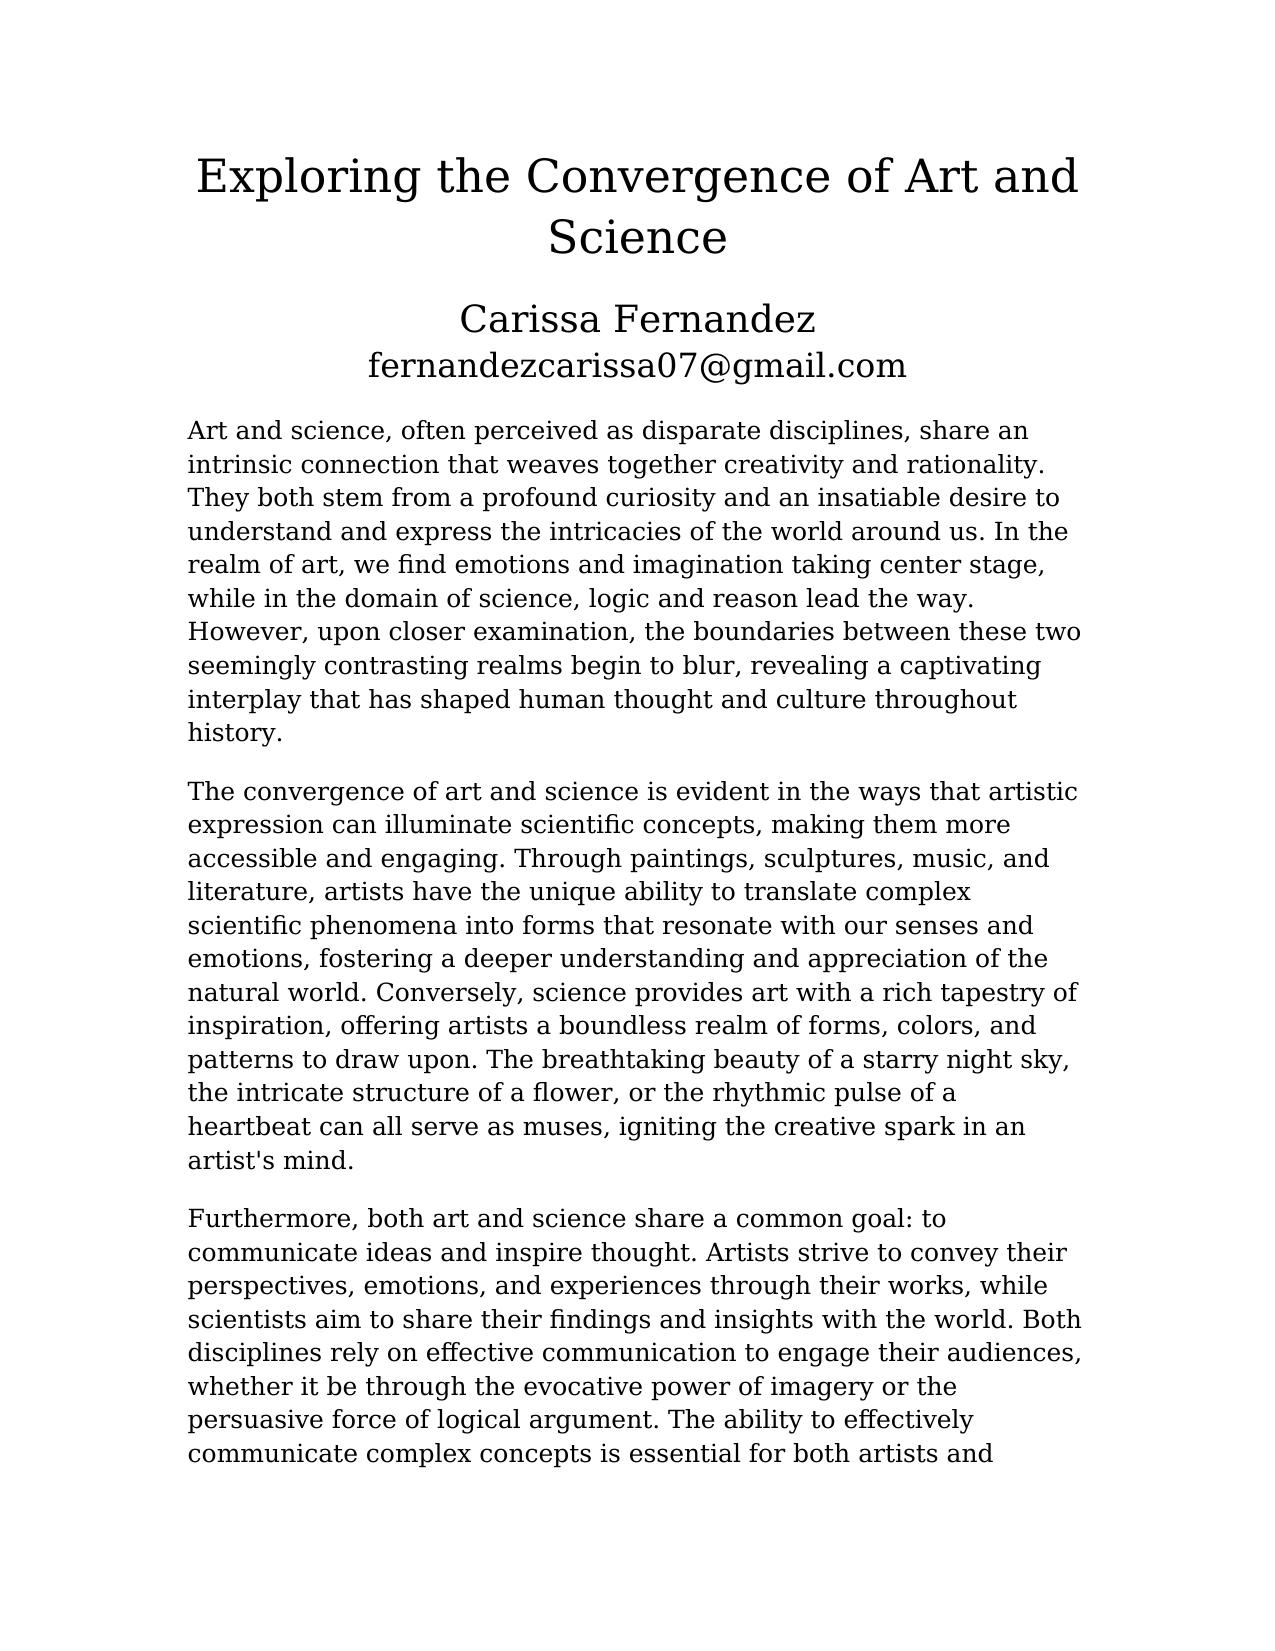 Exploring the Convergence of Art and
Science
Carissa Fernandez
fernandezcarissa07@gmail.com
Art and science, often perceived as disparate disciplines, share an
intrinsic connection that weaves together creativity and rationality.
They both stem from a profound curiosity and an insatiable desire to
understand and express the intricacies of the world around us. In the
realm of art, we find emotions and imagination taking center stage,
while in the domain of science, logic and reason lead the way.
However, upon closer examination, the boundaries between these two
seemingly contrasting realms begin to blur, revealing a captivating
interplay that has shaped human thought and culture throughout
history.
The convergence of art and science is evident in the ways that artistic
expression can illuminate scientific concepts, making them more
accessible and engaging. Through paintings, sculptures, music, and
literature, artists have the unique ability to translate complex
scientific phenomena into forms that resonate with our senses and
emotions, fostering a deeper understanding and appreciation of the
natural world. Conversely, science provides art with a rich tapestry of
inspiration, offering artists a boundless realm of forms, colors, and
patterns to draw upon. The breathtaking beauty of a starry night sky,
the intricate structure of a flower, or the rhythmic pulse of a
heartbeat can all serve as muses, igniting the creative spark in an
artist's mind.
Furthermore, both art and science share a common goal: to
communicate ideas and inspire thought. Artists strive to convey their
perspectives, emotions, and experiences through their works, while
scientists aim to share their findings and insights with the world. Both
disciplines rely on effective communication to engage their audiences,
whether it be through the evocative power of imagery or the
persuasive force of logical argument. The ability to effectively
communicate complex concepts is essential for both artists and